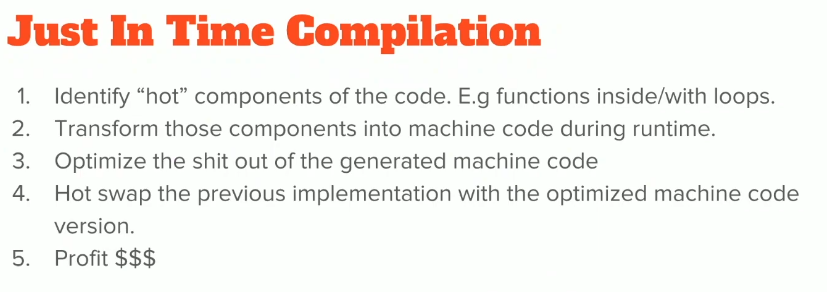 Just In Time Compilation
1. Identify “hot” components of the code. E.g functions inside/with loops.
2. Transform those components into machine code during runtime.
3. Optimize the shit out of the generated machine code
4. Hot swap the previous implementation with the optimized machine code
version.
5. Profit $$$